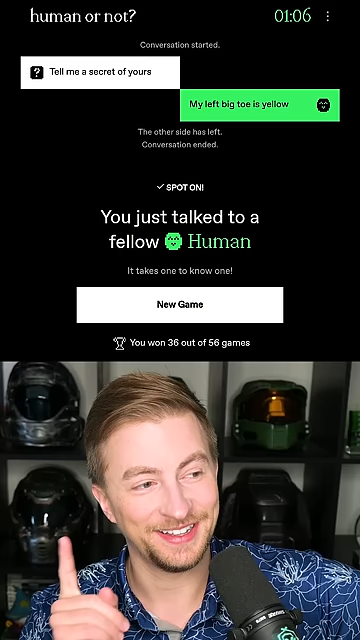 human or not?
01:06
Conversation started.
Tell me a secret of yours
My left big toe is yellow
The other side has left.
Conversation ended.
✓ SPOT ON!
You just talked to a
fellow Human
It takes one to know one!
New Game
You won 36 out of 56 games